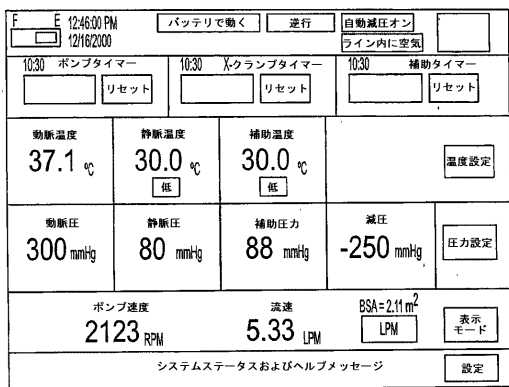 F E 12:46:00 PM バッテリで動く 逆行 自動減圧オン
12/16/2000 ライン内に空気
10:30 ポンプタイマー 10:30 X-クランプタイマー 10:30 補助タイマー
リセット リセット リセット
動脈温度 静脈温度 補助温度
37.1 ℃ 30.0 ℃ 30.0 ℃ 温度設定
低 低
動脈圧 静脈圧 補助圧力 減圧
300 mmHg 80 mmHg 88 mmHg -250 mmHg 圧力設定
ポンプ速度 流速 BSA=2.11 m2
2123 RPM 5.33 LPM LPM 表示モード
システムステータスおよびヘルプメッセージ 設定